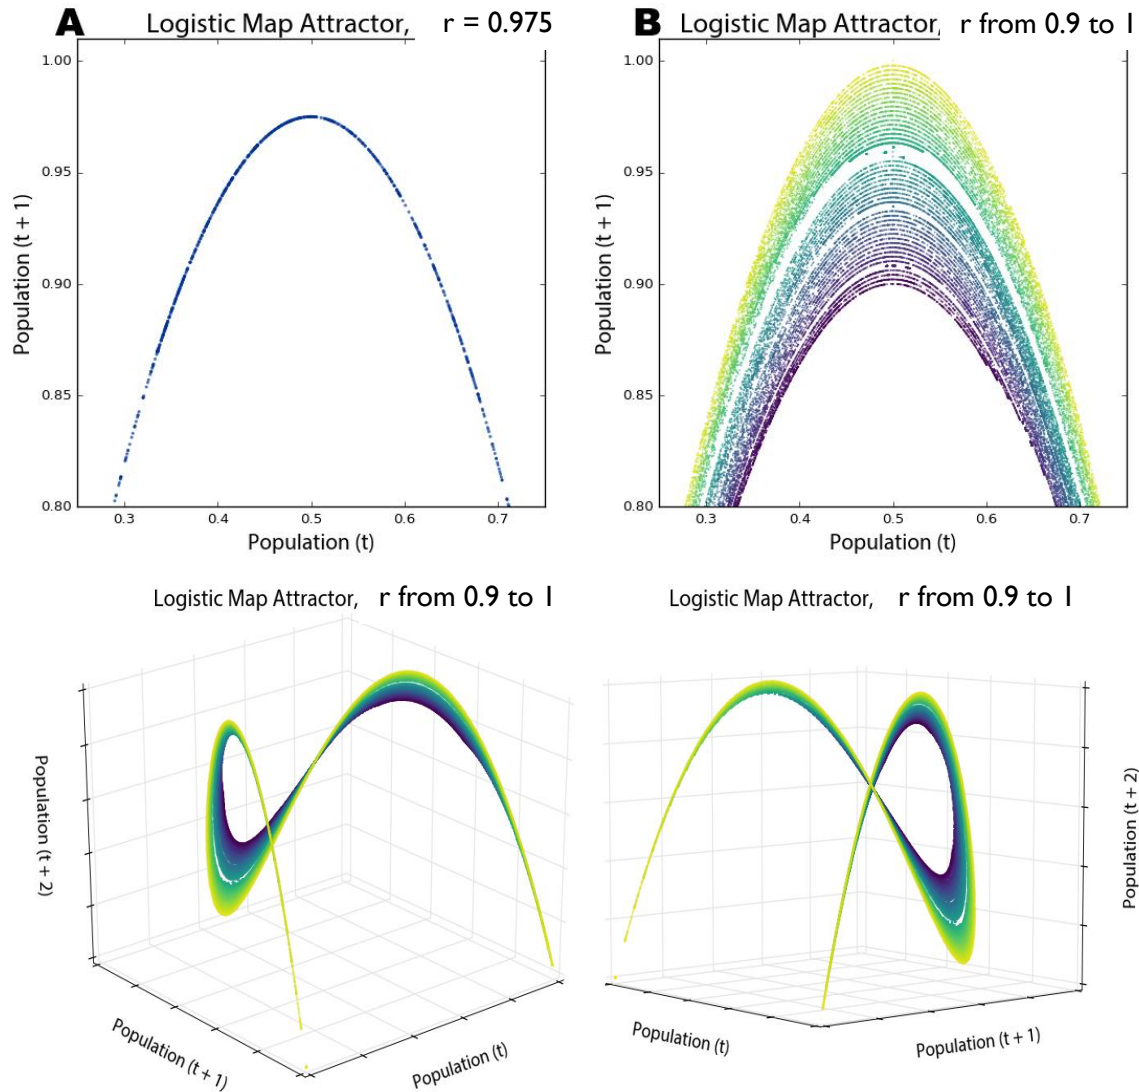 A Logistic Map Attractor, r = 0.975
1.00
0.95
0.90
0.85
0.80
Population (t + 1)
0.3 0.4 0.5 0.6 0.7
Population (t)
B Logistic Map Attractor, r from 0.9 to 1
1.00
0.95
0.90
0.85
0.80
Population (t + 1)
0.3 0.4 0.5 0.6 0.7
Population (t)
Logistic Map Attractor, r from 0.9 to 1
Population (t + 2)
Population (t + 1)
Population (t)
Logistic Map Attractor, r from 0.9 to 1
Population (t + 2)
Population (t)
Population (t + 1)